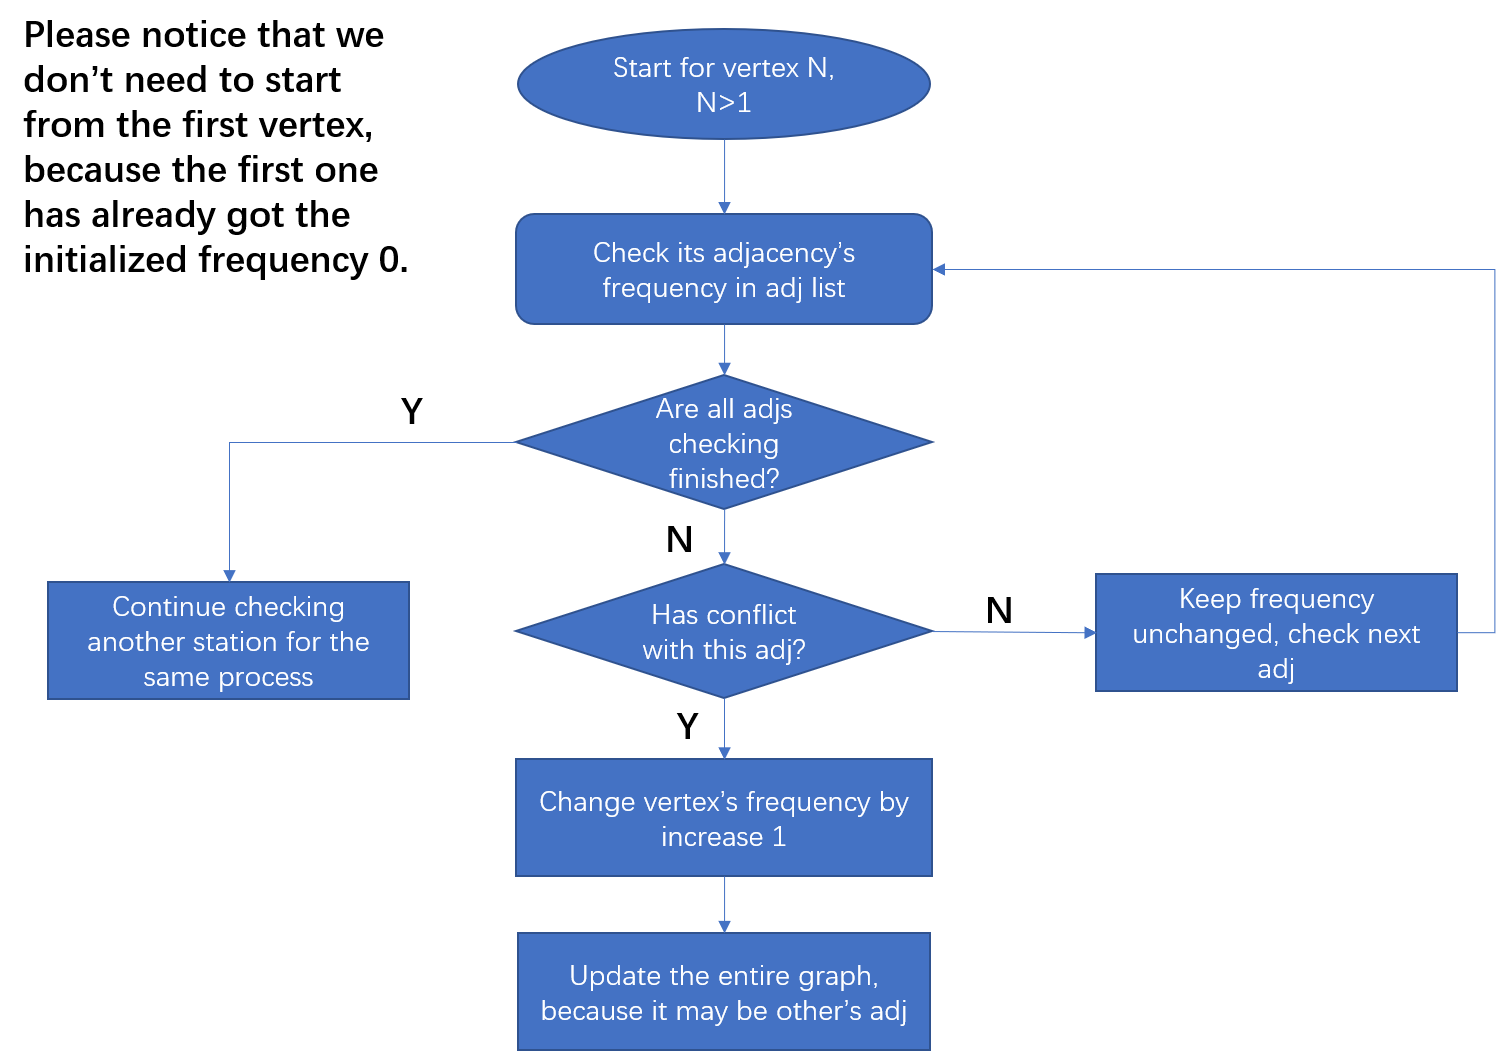 Please notice that we
don’t need to start
from the first vertex,
because the first one
has already got the
initialized frequency 0.
Start for vertex N,
N>1
Check its adjacency’s
frequency in adj list
Are all adjs
checking
finished?
Y
N
Continue checking
another station for the
same process
Has conflict
with this adj?
N
Keep frequency
unchanged, check next
adj
Y
Change vertex’s frequency by
increase 1
Update the entire graph,
because it may be other’s adj